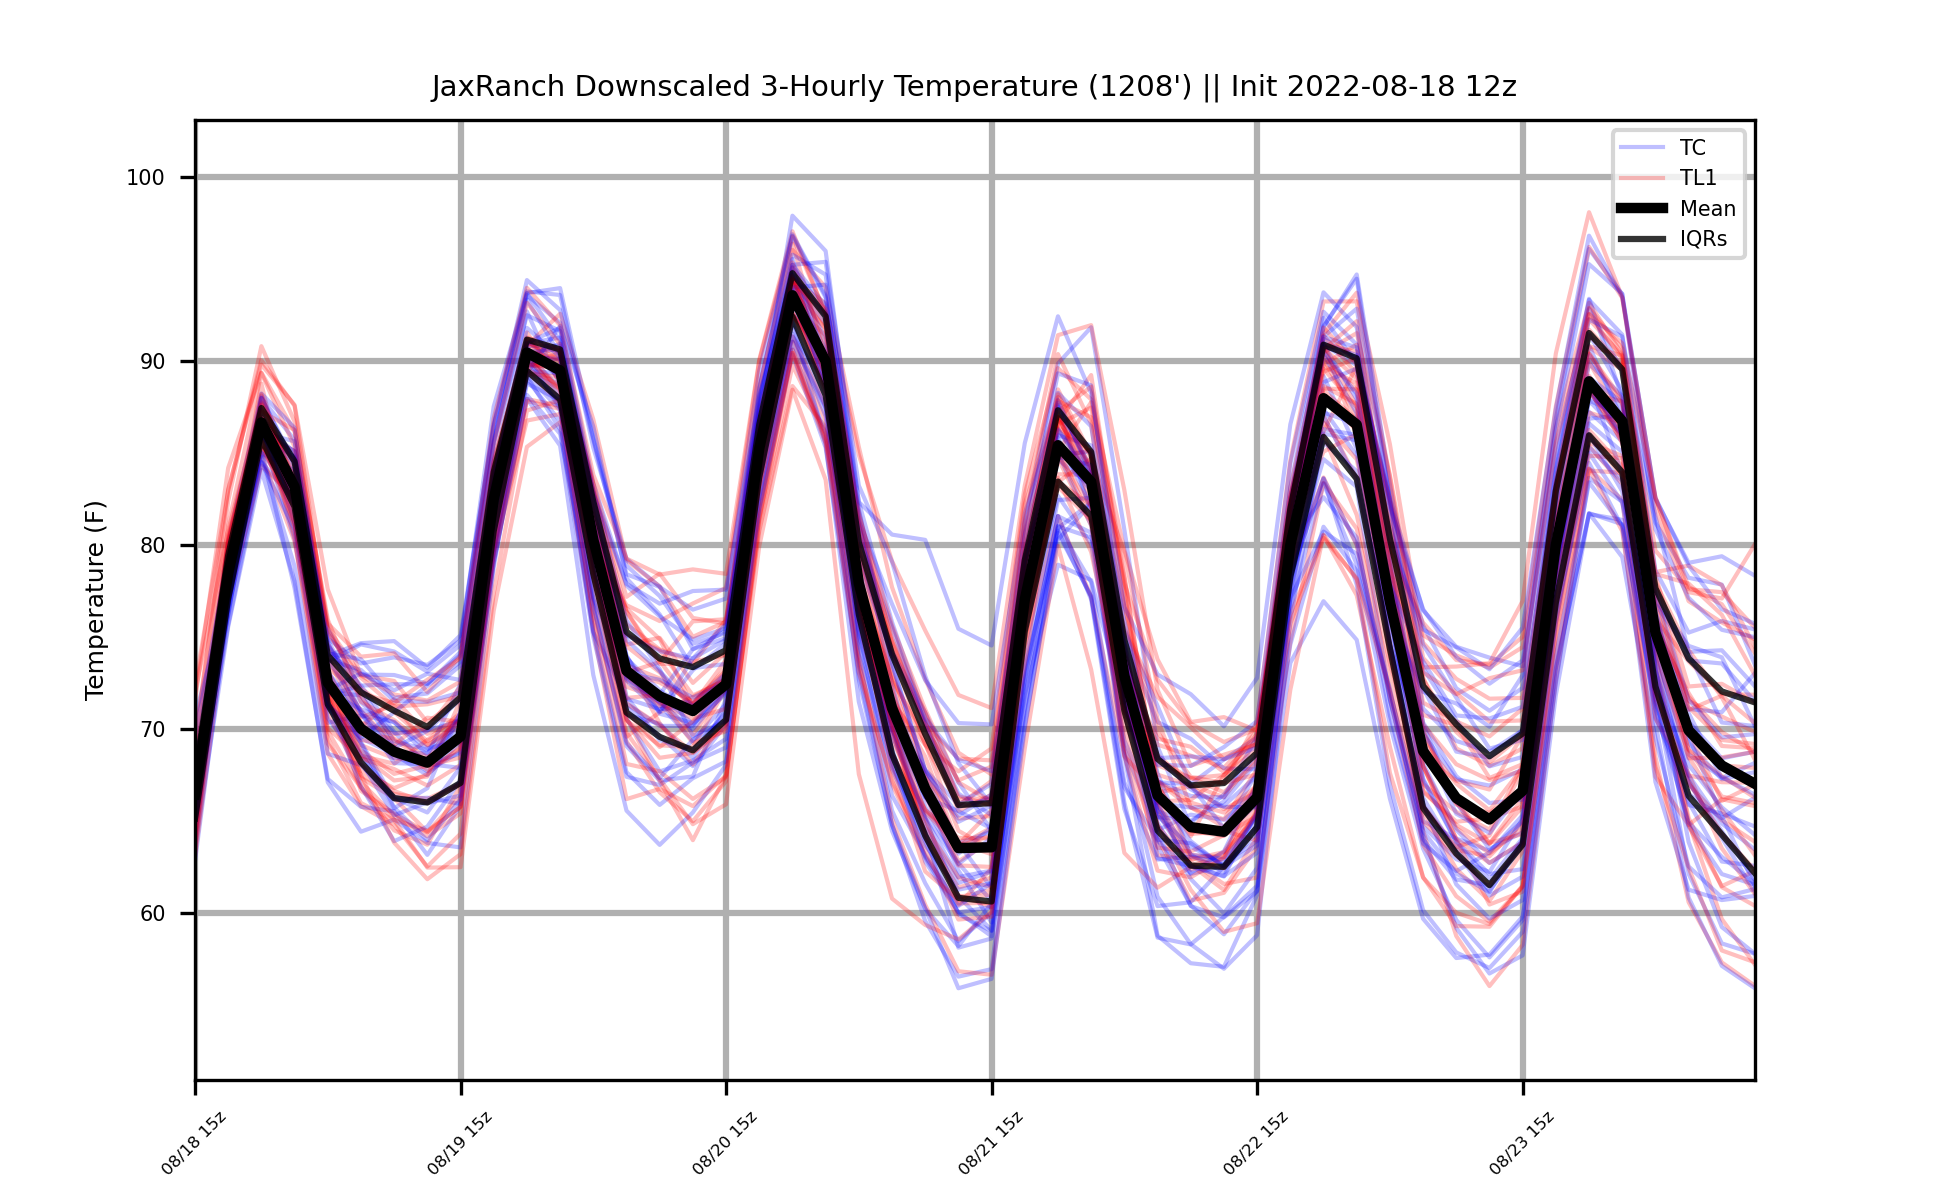 JaxRanch Downscaled 3-Hourly Temperature (1208') || Init 2022-08-18 12z
TC
TL1
Mean
IQRs
Temperature (F)
100
90
80
70
60
08/18 15z
08/19 15z
08/20 15z
08/21 15z
08/22 15z
08/23 15z